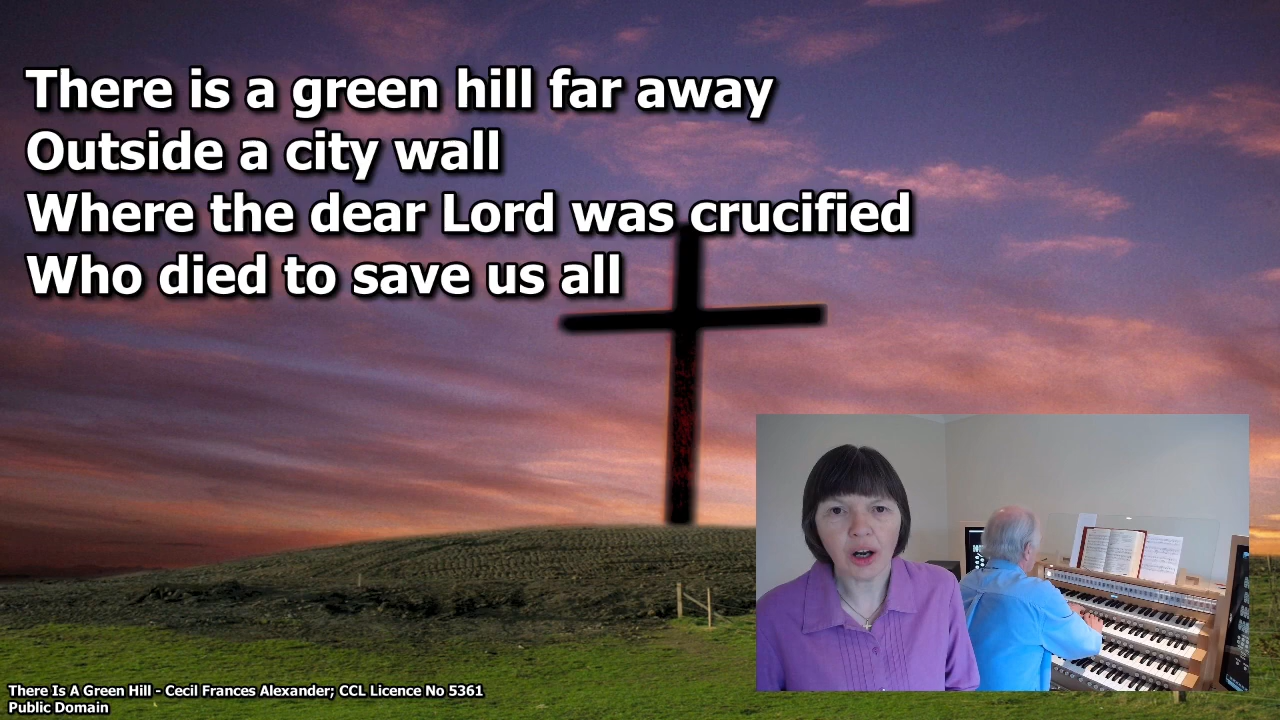 There is a green hill far away
Outside a city wall
Where the dear Lord was crucified
Who died to save us all
There Is A Green Hill - Cecil Frances Alexander; CCL Licence No 5361
Public Domain